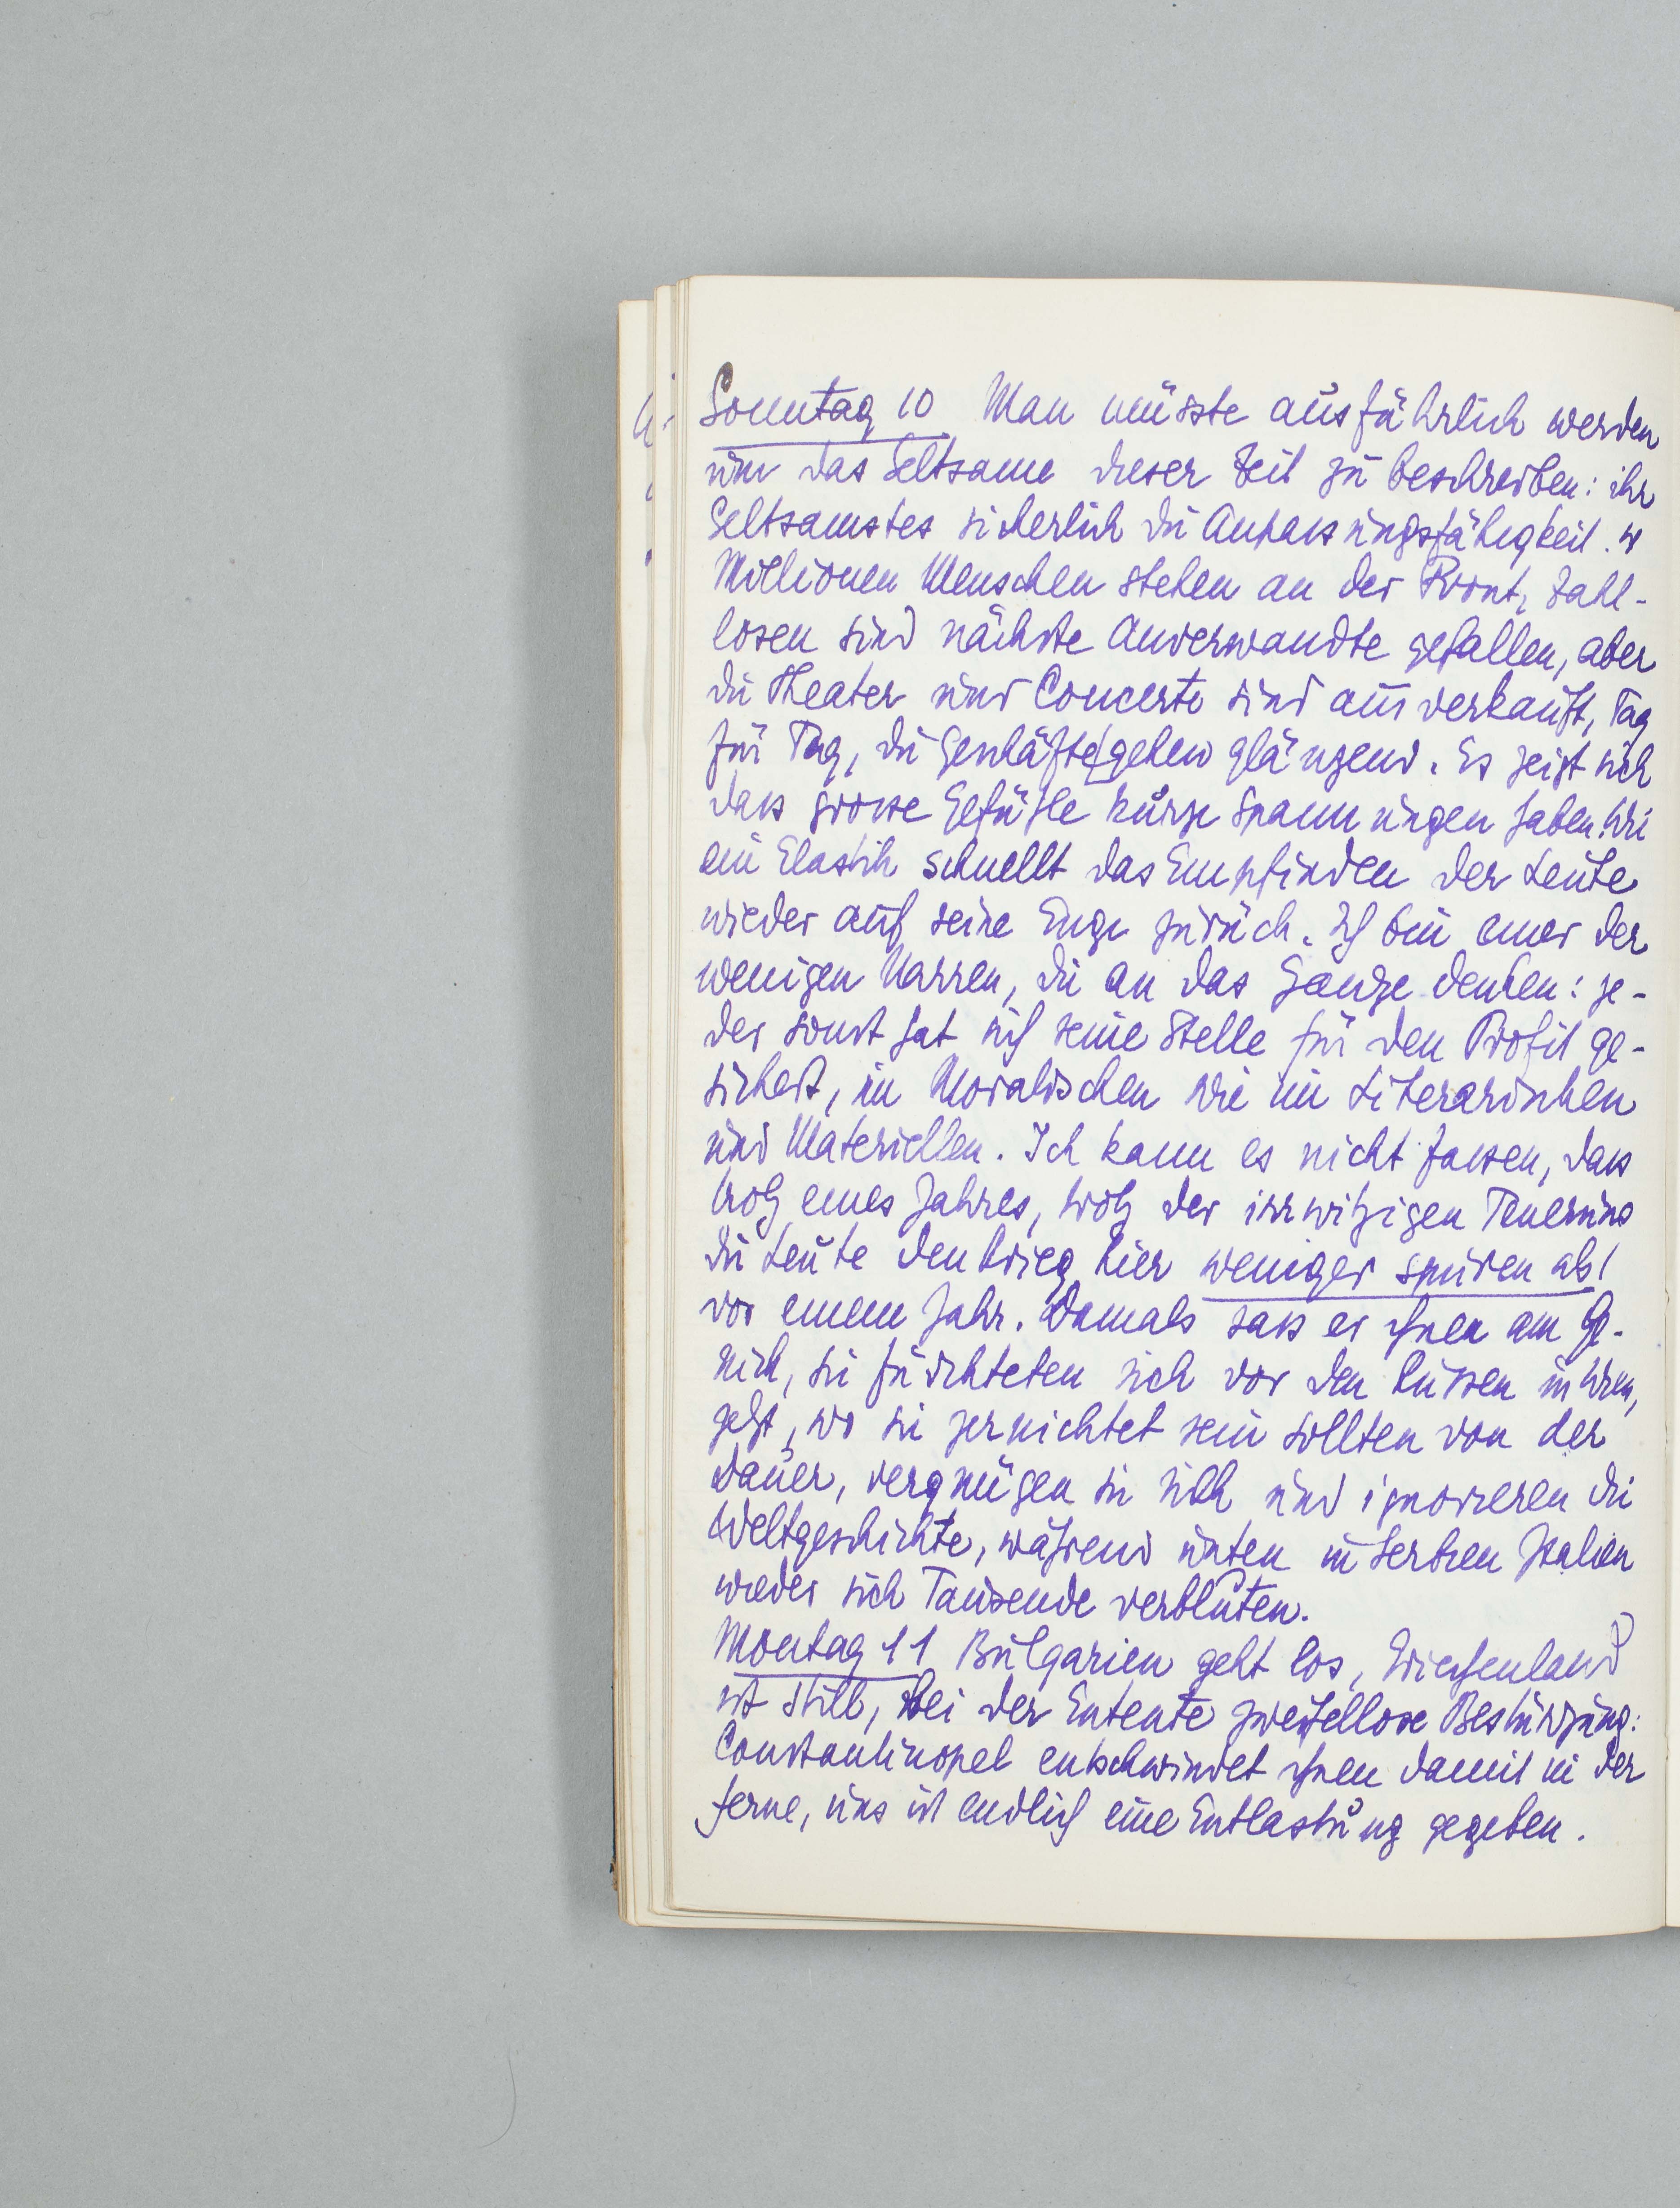 Sonntag 10 Man müsste ausführlich werden
um das Seltsame dieser Zeit zu beschreiben: ihr
Seltsamstes sicherlich die Anpassungsfähigkeit.
Millionen Menschen stehen an der Front, zahl-
losen sind nächste Anverwandte gefallen, aber
die Theater und Concerte sind ausverkauft, Tag
für Tag, die Geschäfte gehen glänzend. Es zeigt sich
dass grosse Gefühle kurze Spannungen haben. Wie
ein Elastik schnellt das Empfinden der Leute
wieder auf seine Enge zurück. Ich bin einer der
wenigen Narren, die an das Ganze denken: je-
der sonst hat sich seine Stelle für den Profit ge-
sichert, im Moralischen wie im Literarischen
und Materiellen. Ich kann es nicht fassen, dass
trotz eines Jahres, trotz der irrwitzigen Teuerung
die Leute den Krieg hier weniger spüren als
vor einem Jahr. Damals sass er ihnen am Ge-
nick, sie fürchteten sich vor den Russen in Wien,
jetzt, wo sie zernichtet sein sollten von der
Dauer, vergnügen sie sich und ignorieren die
Weltgeschichte, während unten in Serbien Italien
wieder sich Tausende verbluten.
Montag 11 Bulgarien geht los, Griechenland
ist still, bei der Entente zweifellose Bestürzung:
Constantinopel entschwindet ihnen damit in der
Ferne, uns ist endlich eine Entlastung gegeben.